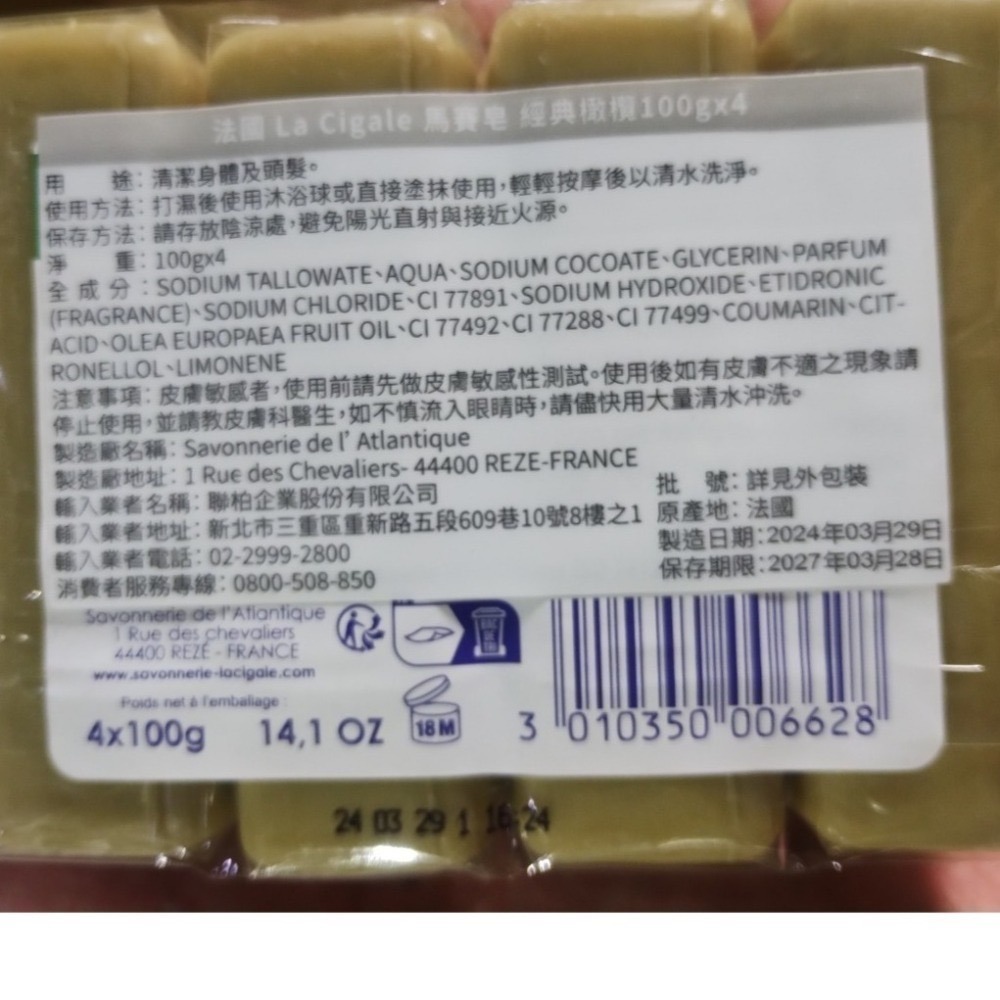 法國 La Cigale 馬賽皂 經典橄欖100gx4
用 途：清潔身體及頭髮。
使用方法：打濕後使用沐浴球或直接塗抹使用，輕輕按摩後以清水洗淨。
保存方法：請存放陰涼處，避免陽光直射與接近火源。
淨 重：100gx4
全 成 分：SODIUM TALLOWATE、AQUA、SODIUM COCOATE、GLYCERIN、PARFUM
(FRAGRANCE)、SODIUM CHLORIDE、CI 77891、SODIUM HYDROXIDE、ETIDRONIC
ACID、OLEA EUROPAEA FRUIT OIL、CI 77492、CI 77288、CI 77499、COUMARIN、CIT-
RONELLOL、LIMONENE
注意事項：皮膚敏感者，使用前請先做皮膚敏感性測試。使用後如有皮膚不適之現象請
停止使用，並請教皮膚科醫生，如不慎流入眼睛時，請儘快用大量清水沖洗。
製造廠名稱：Savonnerie de l' Atlantique
製造廠地址：1 Rue des Chevaliers- 44400 REZE-FRANCE
輸入業者名稱：聯柏企業股份有限公司
輸入業者地址：新北市三重區重新路五段609巷10號8樓之1
輸入業者電話：02-2999-2800
消費者服務專線：0800-508-850
批 號：詳見外包裝
原產地：法國
製造日期：2024年03月29日
保存期限：2027年03月28日
Savonnerie de l'Atlantique
1 Rue des chevaliers
44400 REZÉ - FRANCE
www.savonnerie-lacigale.com
Poids net à l'emballage :
4x100g 14,1 OZ
18M
BAC DE TRI
3 010350 006628
24 03 29 1 16:24